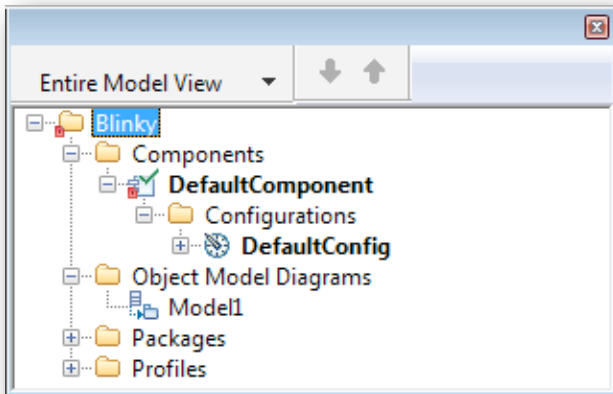 Entire Model View
Blinky
Components
DefaultComponent
Configurations
DefaultConfig
Object Model Diagrams
Model1
Packages
Profiles